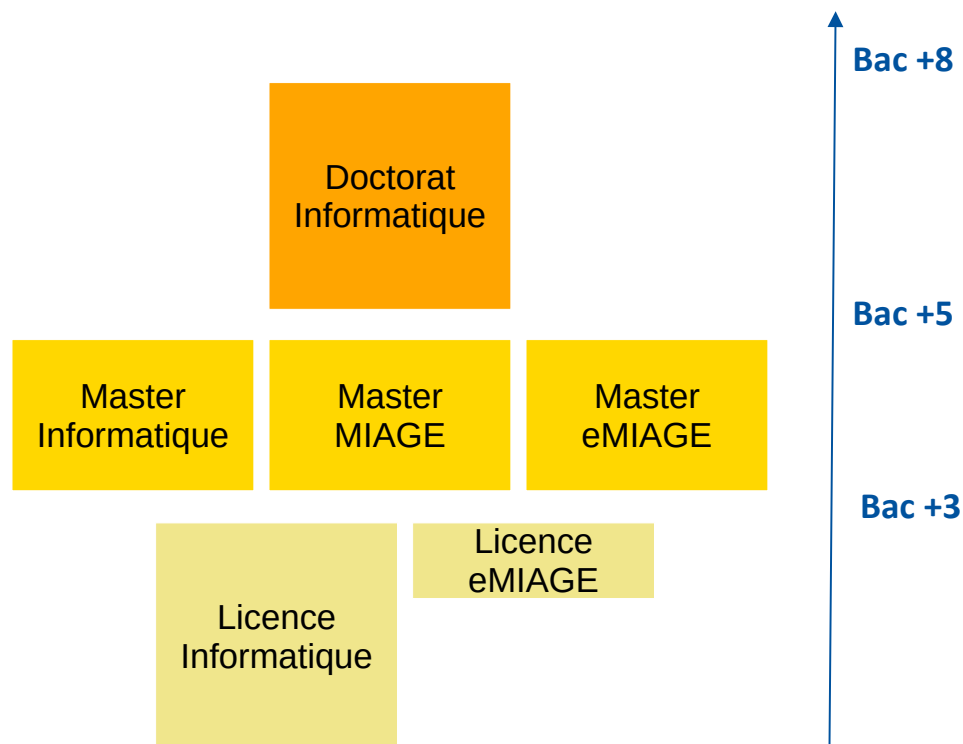 Bac +8
Doctorat
Informatique
Bac +5
Master
Informatique
Master
MIAGE
Master
eMIAGE
Bac +3
Licence
eMIAGE
Licence
Informatique